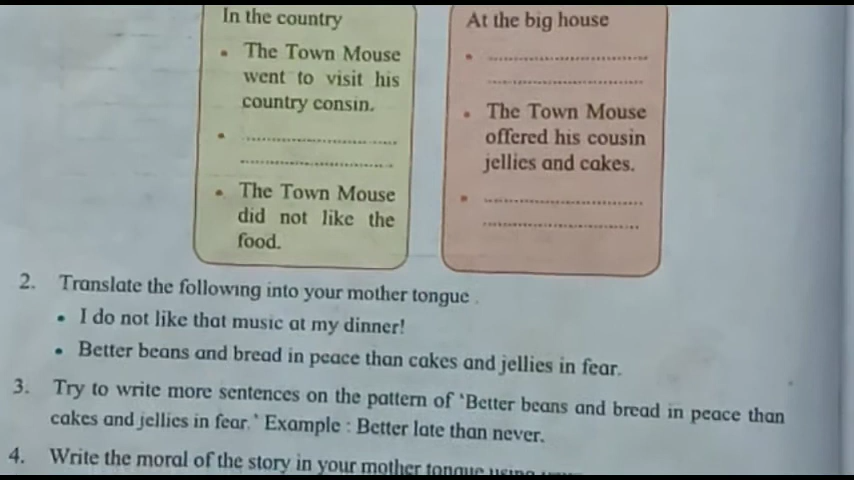 In the country
• The Town Mouse
went to visit his
country consin.
• ..............................
..............................
• The Town Mouse
did not like the
food.
At the big house
• ..............................
..............................
• The Town Mouse
offered his cousin
jellies and cakes.
• ..............................
..............................
2. Translate the following into your mother tongue .
• I do not like that music at my dinner!
• Better beans and bread in peace than cakes and jellies in fear.
3. Try to write more sentences on the pattern of 'Better beans and bread in peace than
cakes and jellies in fear.' Example : Better late than never.
4. Write the moral of the story in your mother tongue using